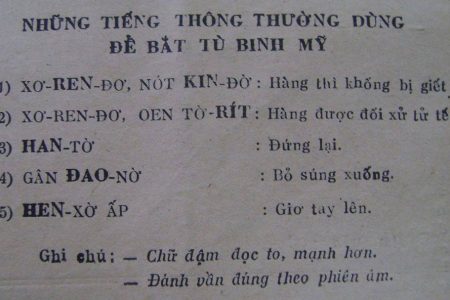 NHỮNG TIẾNG THÔNG THƯỜNG DÙNG
ĐỂ BẮT TÙ BINH MỸ
1) XƠ-REN-ĐƠ, NÓT KIN-ĐỜ : Hàng thì không bị giết
2) XƠ-REN-ĐƠ, OEN TỜ-RÍT : Hàng được đối xử tử tế
3) HAN-TỜ : Đứng lại.
4) GÂN ĐAO-NỜ : Bỏ súng xuống.
5) HEN-XỜ ẤP : Giơ tay lên.
Ghi chú: — Chữ đậm đọc to, mạnh hơn.
— Đánh vần đúng theo phiên âm.